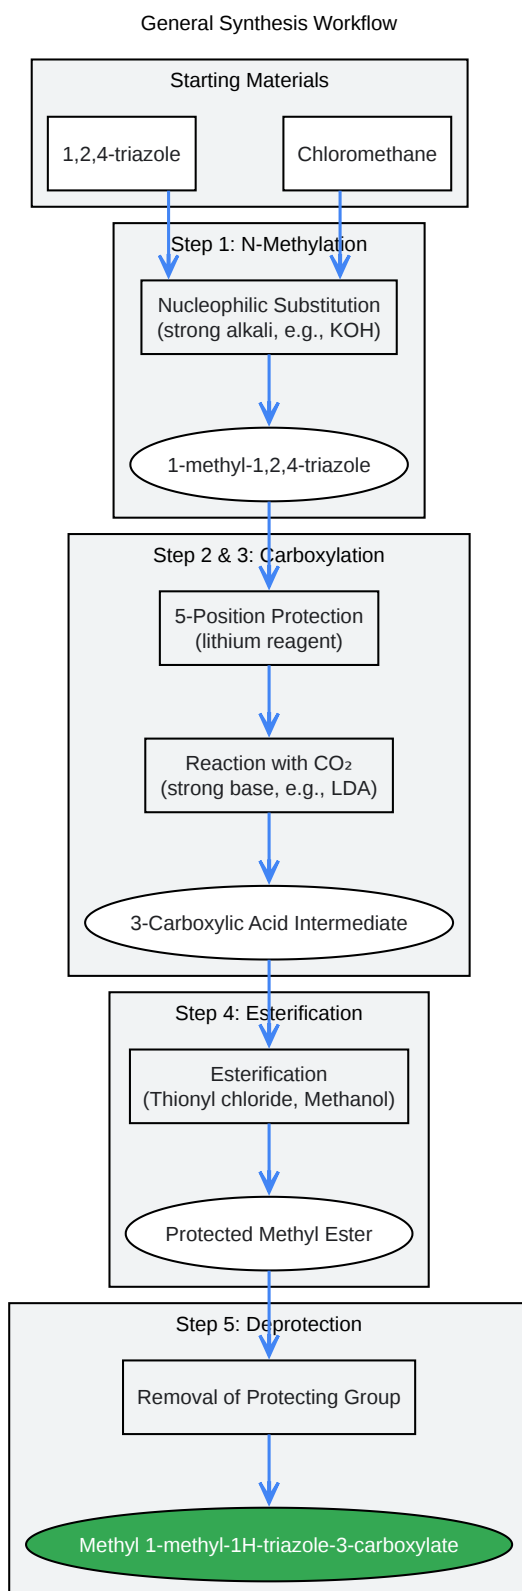 General Synthesis Workflow
Starting Materials
1,2,4-triazole
Chloromethane
Step 1: N-Methylation
Nucleophilic Substitution
(strong alkali, e.g., KOH)
1-methyl-1,2,4-triazole
Step 2 & 3: Carboxylation
5-Position Protection
(lithium reagent)
Reaction with CO₂
(strong base, e.g., LDA)
3-Carboxylic Acid Intermediate
Step 4: Esterification
Esterification
(Thionyl chloride, Methanol)
Protected Methyl Ester
Step 5: Deprotection
Removal of Protecting Group
Methyl 1-methyl-1H-triazole-3-carboxylate